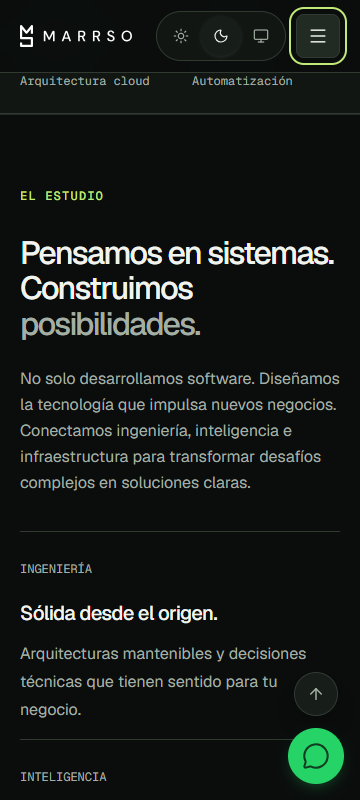 MARRSO
Arquitectura cloud
Automatización
EL ESTUDIO
Pensamos en sistemas.
Construimos
posibilidades.
No solo desarrollamos software. Diseñamos
la tecnología que impulsa nuevos negocios.
Conectamos ingeniería, inteligencia e
infraestructura para transformar desafíos
complejos en soluciones claras.
INGENIERÍA
Sólida desde el origen.
Arquitecturas mantenibles y decisiones
técnicas que tienen sentido para tu
negocio.
INTELIGENCIA